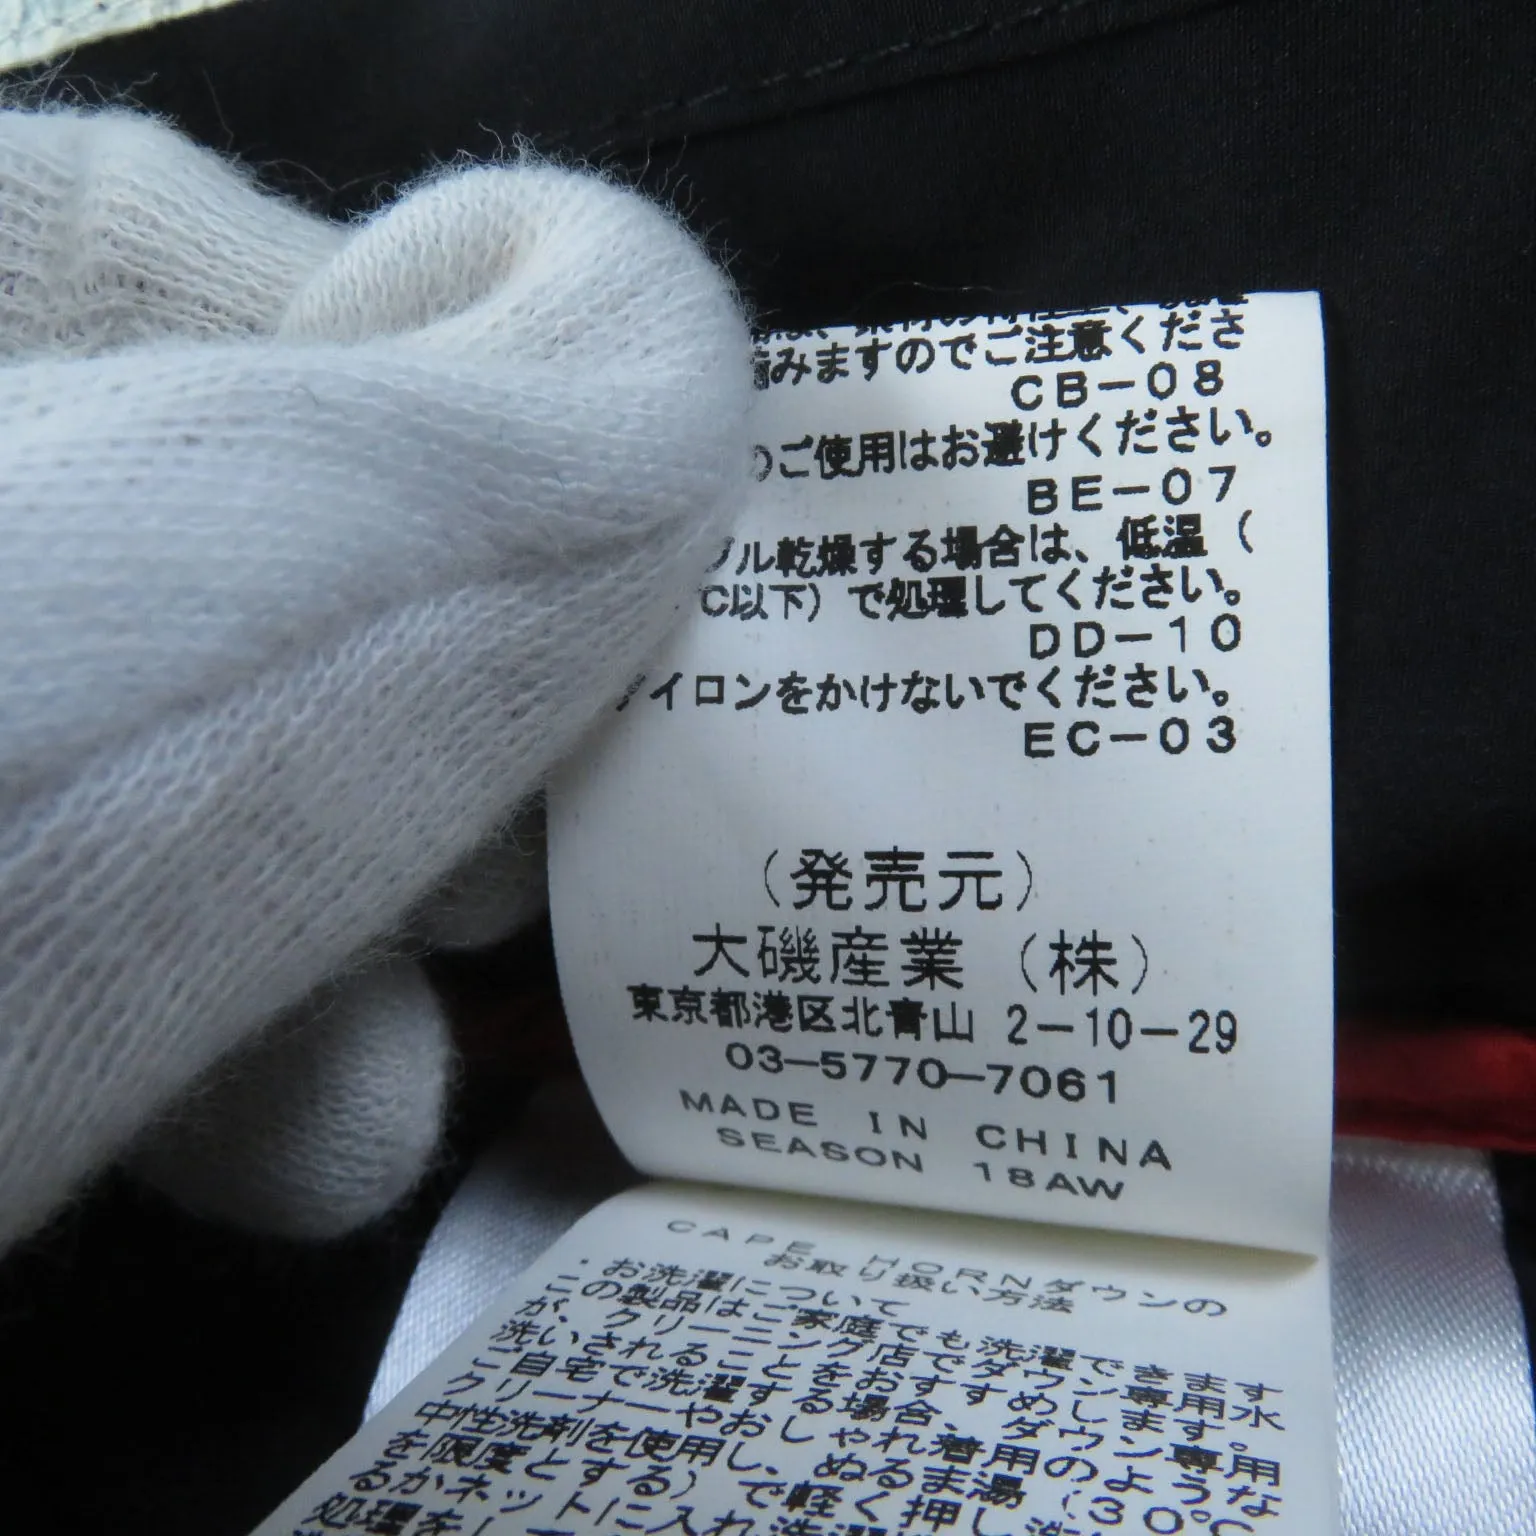 みますのでご注意くださ
CB-08
のご使用はお避けください。
BE-07
ブル乾燥する場合は、低温（
℃以下）で処理してください。
DD-10
アイロンをかけないでください。
EC-03
（発売元）
大磯産業（株）
東京都港区北青山 2-10-29
03-5770-7061
MADE IN CHINA
SEASON 18AW
CAPE HORNダウンの
お取り扱い方法
・お洗濯について
この製品はご家庭でも洗濯できます
が、クリーニング店でダウン専用水
洗いされることをおすすめします。
ご自宅で洗濯する場合、ダウン専用
クリーナーやおしゃれ着用のような
中性洗剤を使用し、ぬるま湯（30℃
を限度とする）で軽く押し洗
るかネットに入れ洗濯
処理を